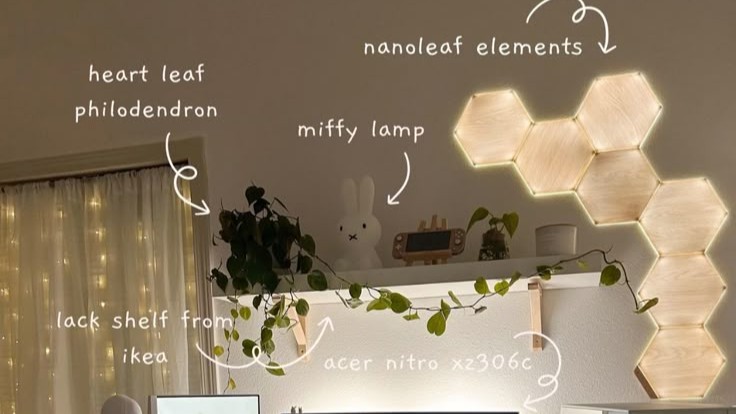 nanoleaf elements
heart leaf
philodendron
miffy lamp
lack shelf from
ikea
acer nitro xz306c